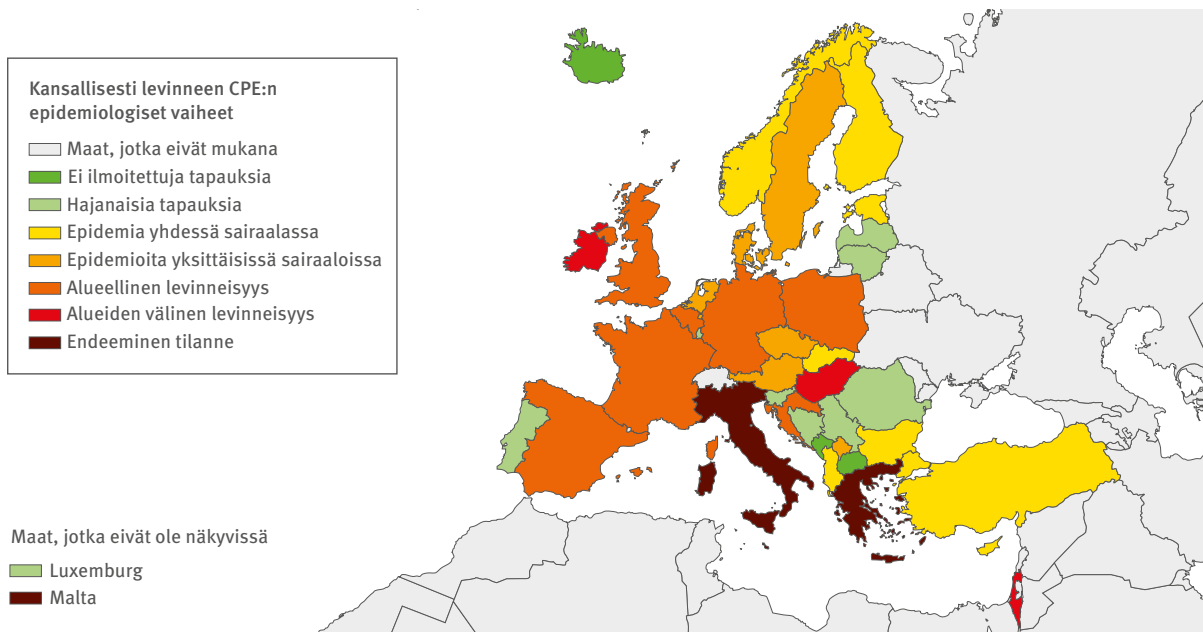 Kansallisesti levinneen CPE:n
epidemiologiset vaiheet
Maat, jotka eivät mukana
Ei ilmoitettuja tapauksia
Hajanaisia tapauksia
Epidemia yhdessä sairaalassa
Epidemioita yksittäisissä sairaaloissa
Alueellinen levinneisyys
Alueiden välinen levinneisyys
Endeeminen tilanne
Maat, jotka eivät ole näkyvissä
Luxemburg
Malta